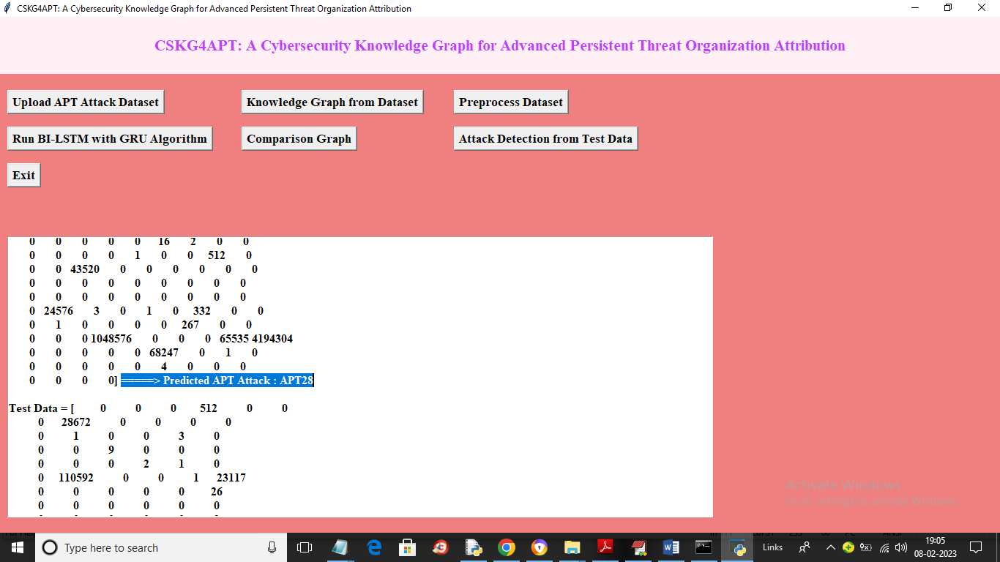 CSKG4APT: A Cybersecurity Knowledge Graph for Advanced Persistent Threat Organization Attribution
CSKG4APT: A Cybersecurity Knowledge Graph for Advanced Persistent Threat Organization Attribution
Upload APT Attack Dataset Knowledge Graph from Dataset Preprocess Dataset
Run BI-LSTM with GRU Algorithm Comparison Graph Attack Detection from Test Data
Exit
0 0 0 0 0 16 2 0 0
0 0 0 0 1 0 0 512 0
0 0 43520 0 0 0 0 0 0
0 0 0 0 0 0 0 0 0
0 0 0 0 0 0 0 0 0
0 24576 3 0 1 0 332 0 0
0 1 0 0 0 0 267 0 0
0 0 0 1048576 0 0 0 65535 4194304
0 0 0 0 0 68247 0 1 0
0 0 0 0 0 4 0 0 0
0 0 0 0] =====> Predicted APT Attack : APT28
Test Data = [ 0 0 0 512 0 0
0 28672 0 0 0 0
0 1 0 0 3 0
0 0 9 0 0 0
0 0 0 2 1 0
0 110592 0 0 1 23117
0 0 0 0 0 26
0 0 0 0 0 0
Activate Windows
Go to Settings to activate Windows.
Type here to search
Links
19:05
08-02-2023